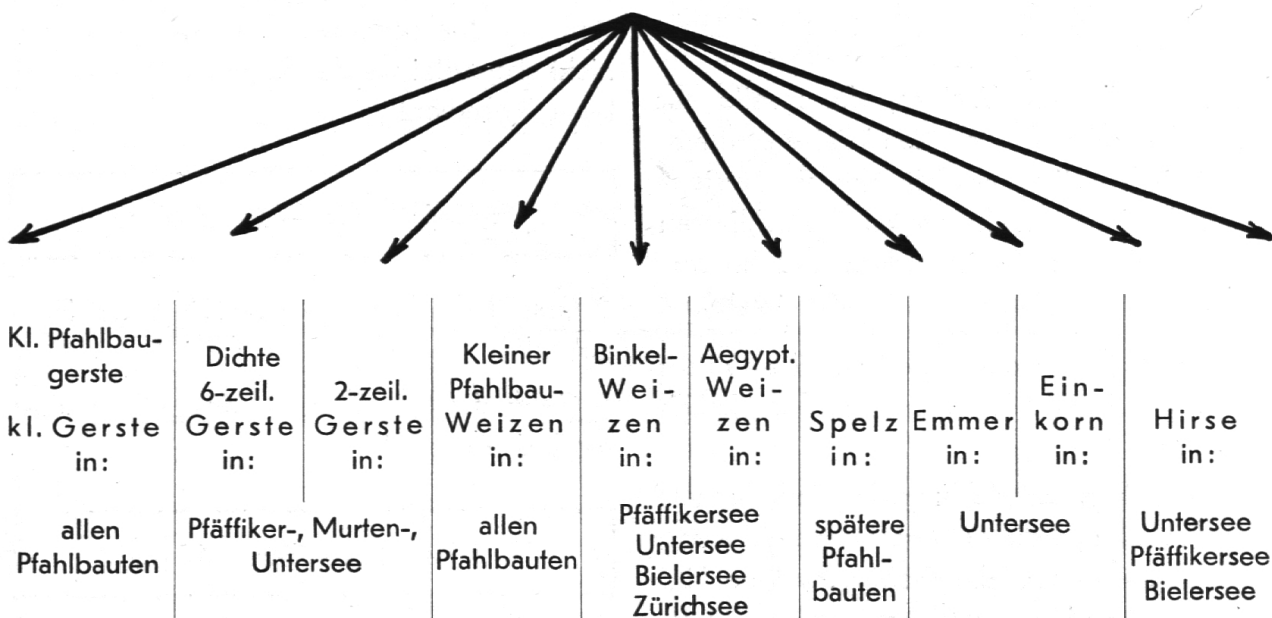 Kl. Pfahlbau-
gerste
kl. Gerste
in:
allen
Pfahlbauten
Dichte
6-zeil.
Gerste
in:
2-zeil.
Gerste
in:
Pfäffiker-, Murten-,
Untersee
Kleiner
Pfahlbau-
Weizen
in:
allen
Pfahlbauten
Binkel-
Wei-
zen
in:
Aegypt.
Wei-
zen
in:
Pfäffikersee
Untersee
Bielersee
Zürichsee
Spelz
in:
spätere
Pfahl-
bauten
Emmer
in:
Ein-
korn
in:
Untersee
Hirse
in:
Untersee
Pfäffikersee
Bielersee